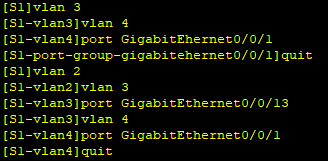 [S1]vlan 3
[S1-vlan3]vlan 4
[S1-vlan4]port GigabitEhernet0/0/1
[S1-port-group-gigabitehernet0/0/1]quit
[S1]vlan 2
[S1-vlan2]vlan 3
[S1-vlan3]port GigabitEthernet0/0/13
[S1-vlan3]vlan 4
[S1-vlan4]port GigabitEthernet0/0/1
[S1-vlan4]quit